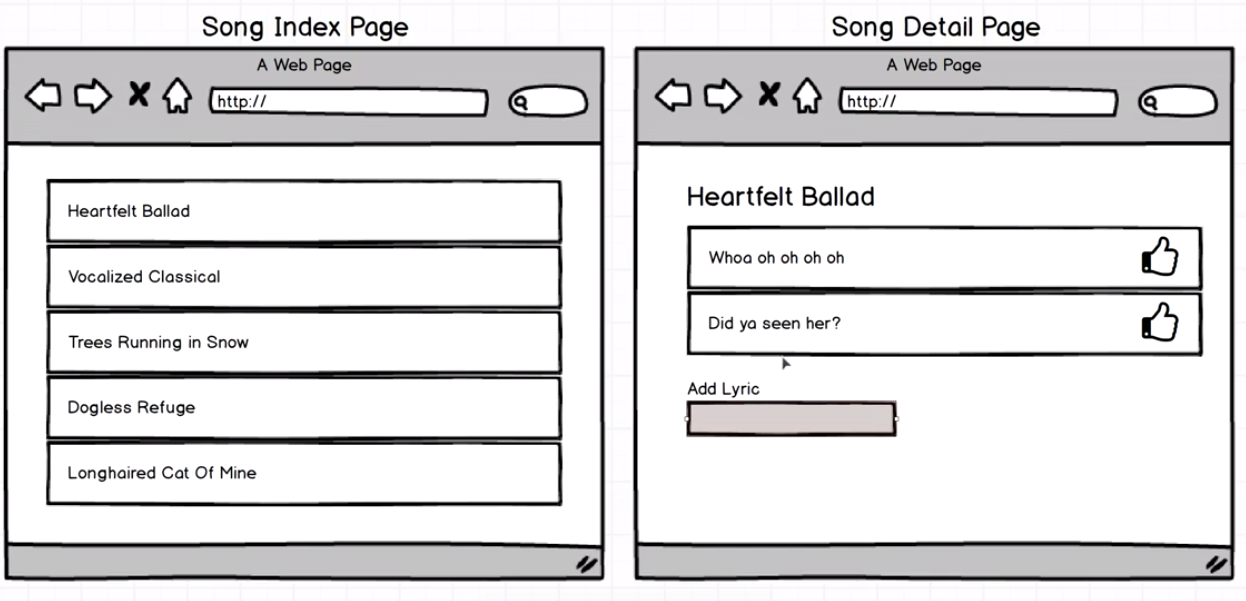 Song Index Page
A Web Page
http://
Heartfelt Ballad
Vocalized Classical
Trees Running in Snow
Dogless Refuge
Longhaired Cat Of Mine
Song Detail Page
A Web Page
http://
Heartfelt Ballad
Whoa oh oh oh oh
Did ya seen her?
Add Lyric